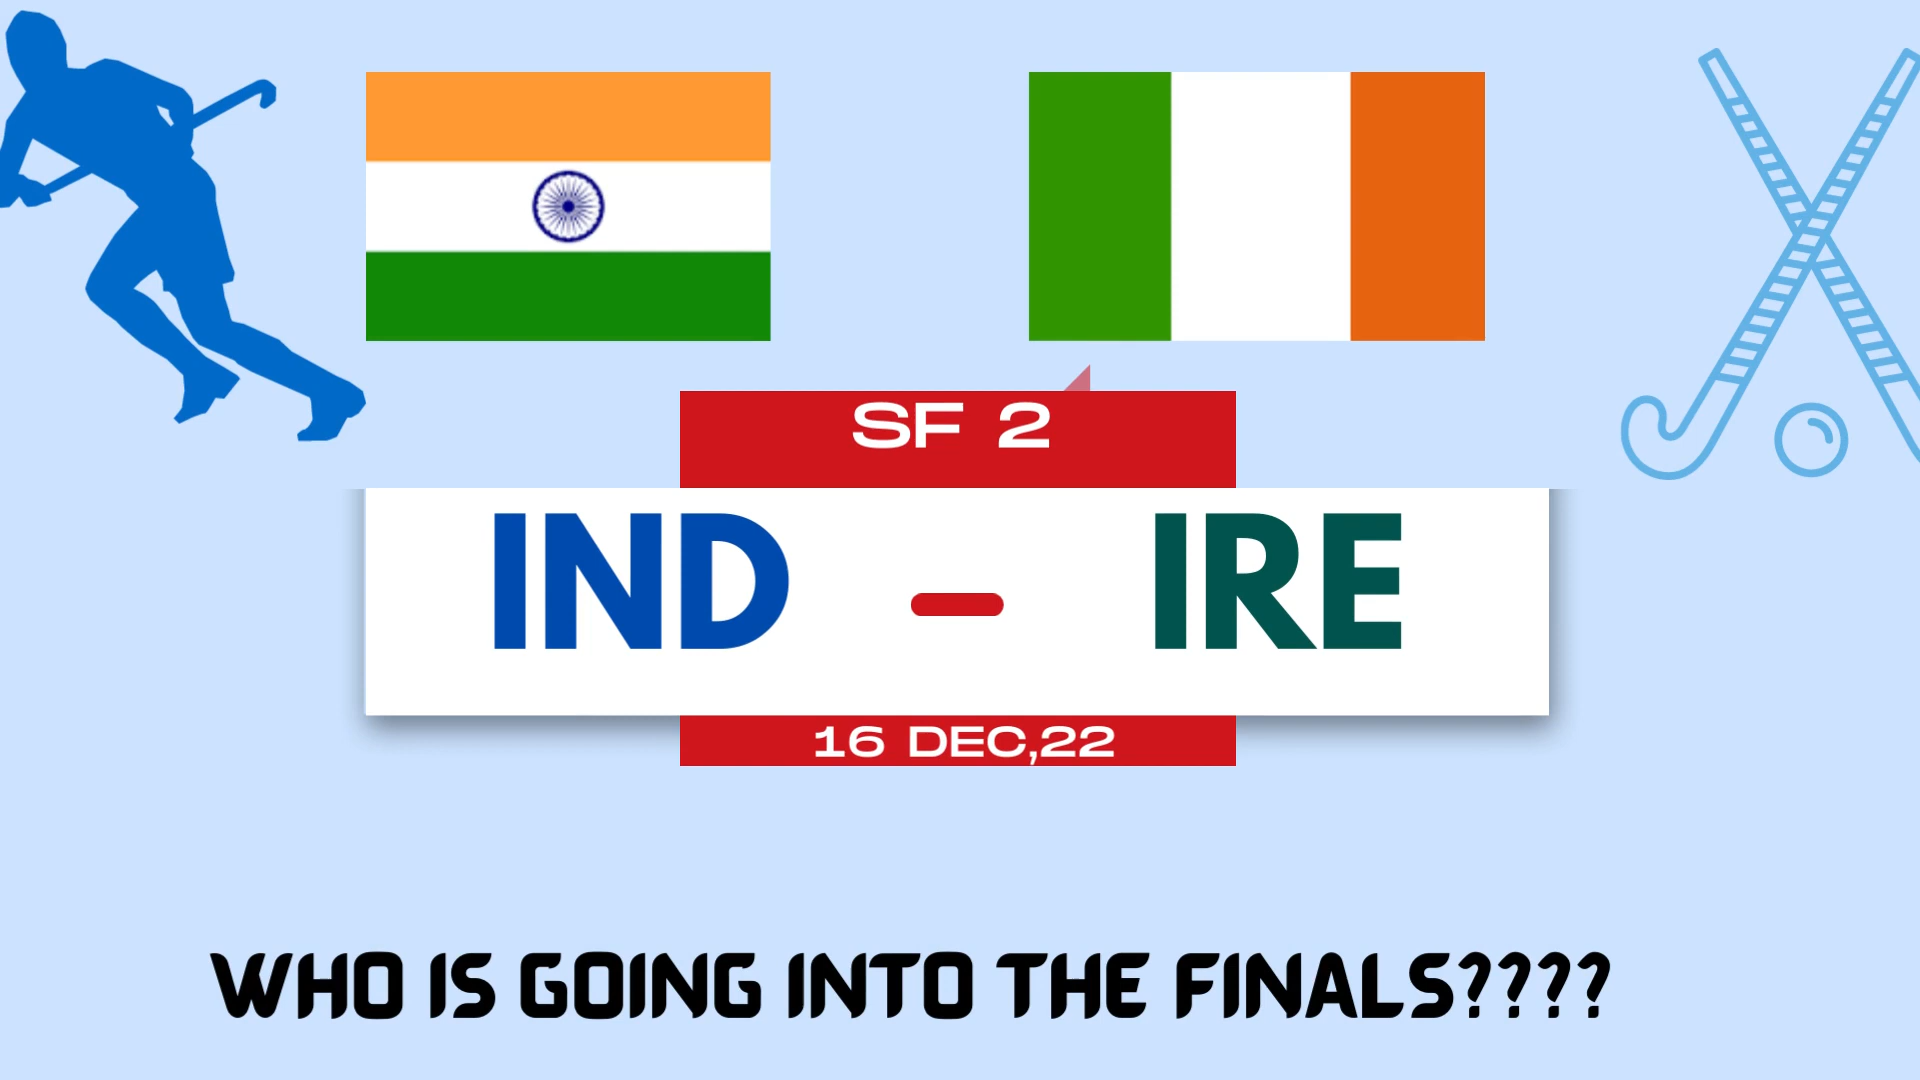 SF 2
IND - IRE
16 DEC,22
WHO IS GOING INTO THE FINALS????